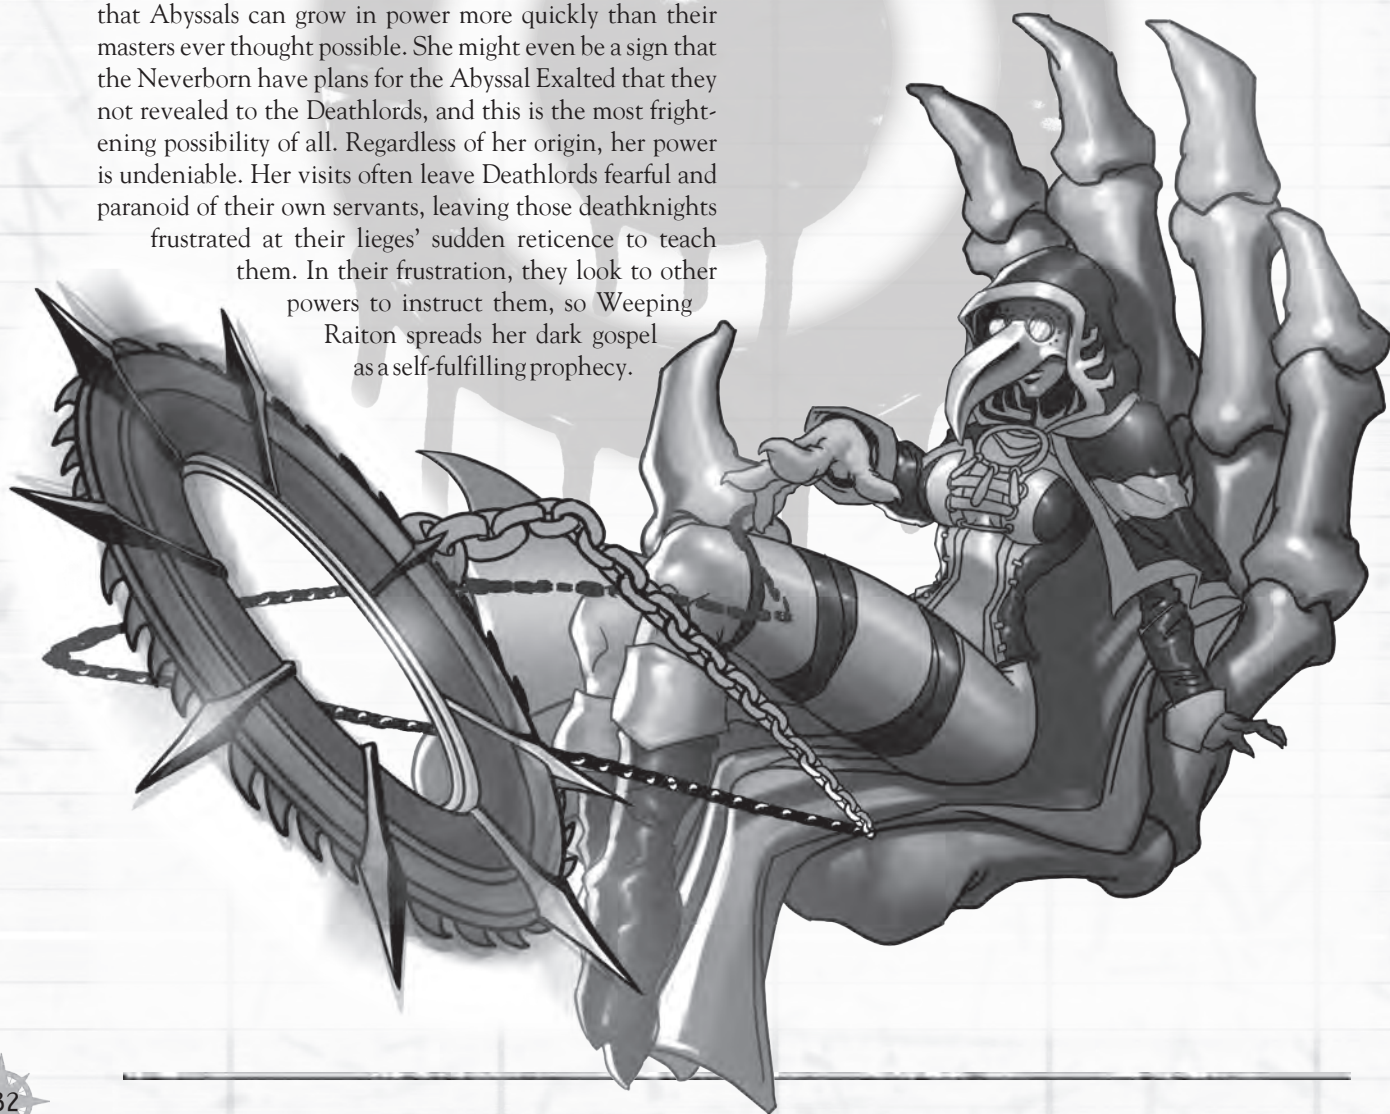 that Abyssals can grow in power more quickly than their
masters ever thought possible. She might even be a sign that
the Neverborn have plans for the Abyssal Exalted that they
not revealed to the Deathlords, and this is the most fright-
ening possibility of all. Regardless of her origin, her power
is undeniable. Her visits often leave Deathlords fearful and
paranoid of their own servants, leaving those deathknights
frustrated at their lieges’ sudden reticence to teach
them. In their frustration, they look to other
powers to instruct them, so Weeping
Raiton spreads her dark gospel
as a self-fulfilling prophecy.
32